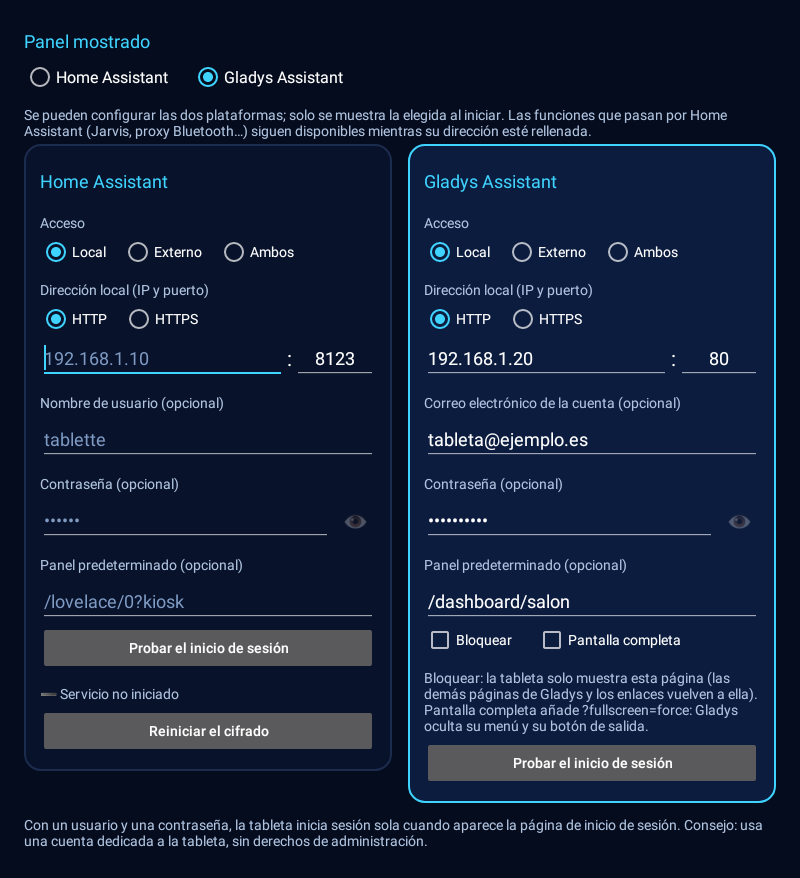 Panel mostrado
Home Assistant
Gladys Assistant
Se pueden configurar las dos plataformas; solo se muestra la elegida al iniciar. Las funciones que pasan por Home
Assistant (Jarvis, proxy Bluetooth…) siguen disponibles mientras su dirección esté rellenada.
Home Assistant
Acceso
Local
Externo
Ambos
Dirección local (IP y puerto)
HTTP
HTTPS
192.168.1.10 : 8123
Nombre de usuario (opcional)
tablette
Contraseña (opcional)
••••••
Panel predeterminado (opcional)
/lovelace/0?kiosk
Probar el inicio de sesión
Servicio no iniciado
Reiniciar el cifrado
Gladys Assistant
Acceso
Local
Externo
Ambos
Dirección local (IP y puerto)
HTTP
HTTPS
192.168.1.20 : 80
Correo electrónico de la cuenta (opcional)
tableta@ejemplo.es
Contraseña (opcional)
••••••••••
Panel predeterminado (opcional)
/dashboard/salon
Bloquear
Pantalla completa
Bloquear: la tableta solo muestra esta página (las
demás páginas de Gladys y los enlaces vuelven a ella).
Pantalla completa añade ?fullscreen=force: Gladys
oculta su menú y su botón de salida.
Probar el inicio de sesión
Con un usuario y una contraseña, la tableta inicia sesión sola cuando aparece la página de inicio de sesión. Consejo: usa
una cuenta dedicada a la tableta, sin derechos de administración.